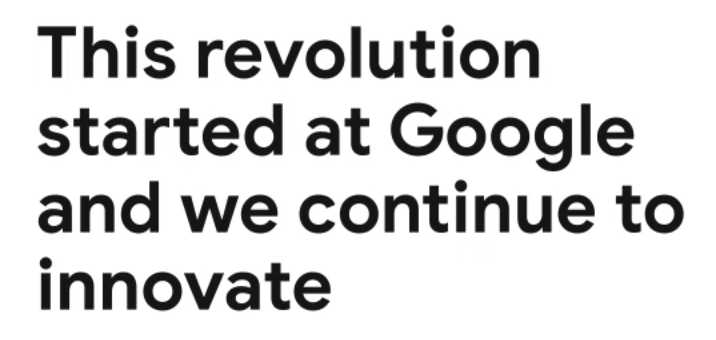 This revolution
started at Google
and we continue to
innovate